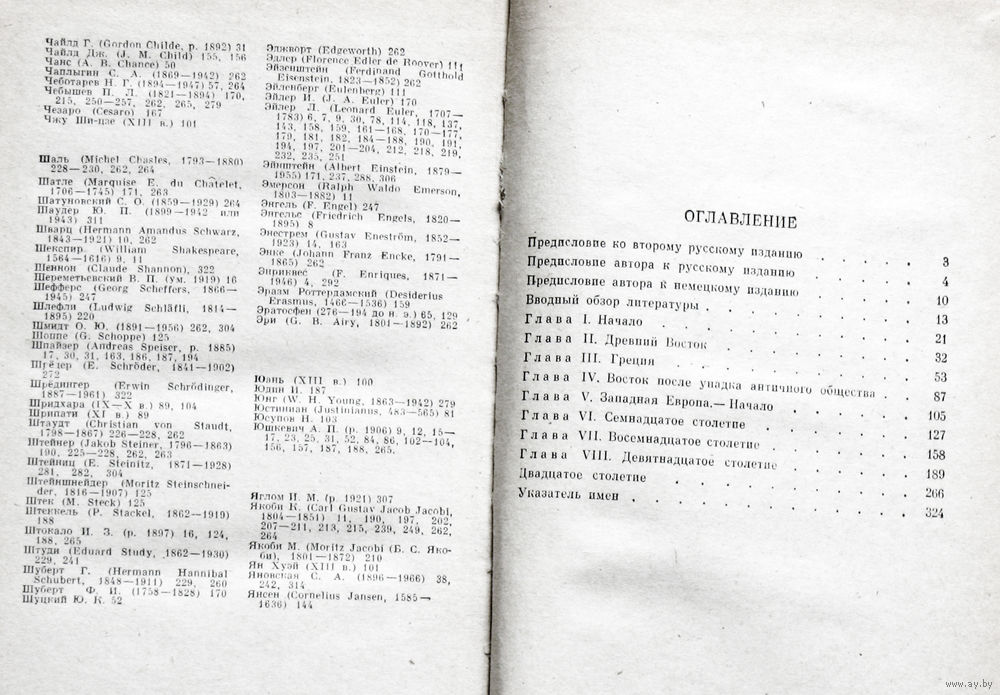 Чайлд Г. (Gordon Childe, р. 1892) 31
Чайлд Дж. (J. M. Child) 155, 156
Чанс (A. B. Chance) 50
Чаплыгин С. А. (1869—1942) 262
Чеботарев Н. Г. (1894—1947) 57, 264
Чебышев П. Л. (1821—1894) 170,
215, 250—257, 262, 265, 279
Чезаро (Cesaro) 167
Чжу Ши-цзе (XIII в.) 101
Шаль (Michel Chasles, 1793—1880)
228—230, 262, 264
Шатле (Marquise E. du Châtelet,
1706—1745) 171, 263
Шатуновский С. О. (1859—1929) 264
Шаудер Ю. П. (1899—1942 или
1943) 311
Шварц (Hermann Amandus Schwarz,
1843—1921) 10, 262
Шекспир (William Shakespeare,
1564—1616) 9, 11
Шеннон (Claude Shannon), 322
Шереметьевский В. П. (ум. 1919) 16
Шефферс (Georg Scheffers, 1866—
1945) 247
Шлефли (Ludwig Schläfli, 1814—
1895) 220
Шмидт О. Ю. (1891—1956) 262, 304
Шоппе (G. Schoppe) 125
Шпайзер (Andreas Speiser, р. 1885)
17, 30, 31, 163, 186, 187, 194
Шрёдер (E. Schröder, 1841—1902)
272
Шрёдингер (Erwin Schrödinger,
1887—1961) 322
Шридхара (IX—X в.) 89, 104
Шрипати (XI в.) 89
Штаудт (Christian von Staudt,
1798—1867) 226—228, 262
Штейнер (Jakob Steiner, 1796—1863)
190, 225—228, 262, 263
Штейниц (E. Steinitz, 1871—1928)
281, 282, 304
Штейншнейдер (Moritz Steinschnei-
der, 1816—1907) 125
Штек (M. Steck) 125
Штеккель (P. Stackel, 1862—1919)
188
Штокало И. З. (р. 1897) 16, 124,
188, 265
Штуди (Eduard Study, 1862—1930)
229, 241
Шуберт Г. (Hermann Hannibal
Schubert, 1848—1911) 229, 260
Шуберт Ф. И. (1758—1828) 170
Шуцкий Ю. К. 52
Эджворт (Edgeworth) 262
Эдлер (Florence Edler de Roover) 111
Эйзенштейн (Ferdinand Gotthold
Eisenstein, 1823—1852) 262
Эйленберг (Eulenberg) 111
Эйлер И. (J. A. Euler) 170
Эйлер Л. (Leonard Euler, 1707—
1783) 6, 7, 9, 30, 78, 114, 118, 137,
143, 158, 159, 161—168, 170—177,
179, 181, 182, 184—188, 190, 191,
194, 197, 201—204, 212, 218, 219,
232, 235, 251
Эйнштейн (Albert Einstein, 1879—
1955) 171, 237, 288, 306
Эмерсон (Ralph Waldo Emerson,
1803—1882) 11
Энгель (F. Engel) 247
Энгельс (Friedrich Engels, 1820—
1895) 8
Энестрем (Gustav Eneström, 1852—
1923) 14, 163
Энке (Johann Franz Encke, 1791—
1865) 262
Энриквес (F. Enriques, 1871—
1946) 4, 292
Эразм Роттердамский (Desiderius
Erasmus, 1466—1536) 159
Эратосфен (276—194 до н. э.) 65, 129
Эри (G. B. Airy, 1801—1892) 262
Юань (XIII в.) 100
Юдин П. 187
Юнг (W. H. Young, 1863—1942) 279
Юстиниан (Justinianus, 483—565) 81
Юсупов Н. 103
Юшкевич А. П. (р. 1906) 9, 12, 15—
17, 23, 25, 31, 52, 84, 86, 102—104,
156, 157, 187, 188, 265.
Яглом И. М. (р. 1921) 307
Якоби К. (Carl Gustav Jacob Jacobi,
1804—1851) 11, 190, 197, 202,
207—211, 213, 215, 239, 249, 262,
264
Якоби М. (Moritz Jacobi (Б. С. Яко-
би), 1801—1872) 210
Ян Хуэй (XIII в.) 101
Яновская С. А. (1896—1966) 38,
242, 314
Янсен (Cornelius Jansen, 1585—
1636) 144
ОГЛАВЛЕНИЕ
Предисловие ко второму русскому изданию . . . . . 3
Предисловие автора к русскому изданию . . . . . 4
Предисловие автора к немецкому изданию . . . . . 10
Вводный обзор литературы . . . . . 13
Глава I. Начало . . . . . 21
Глава II. Древний Восток . . . . . 32
Глава III. Греция . . . . . 53
Глава IV. Восток после упадка античного общества . . 87
Глава V. Западная Европа.— Начало . . . . . 105
Глава VI. Семнадцатое столетие . . . . . 127
Глава VII. Восемнадцатое столетие . . . . . 158
Глава VIII. Девятнадцатое столетие . . . . . 189
Двадцатое столетие . . . . . 266
Указатель имен . . . . . 324
www.ay.by